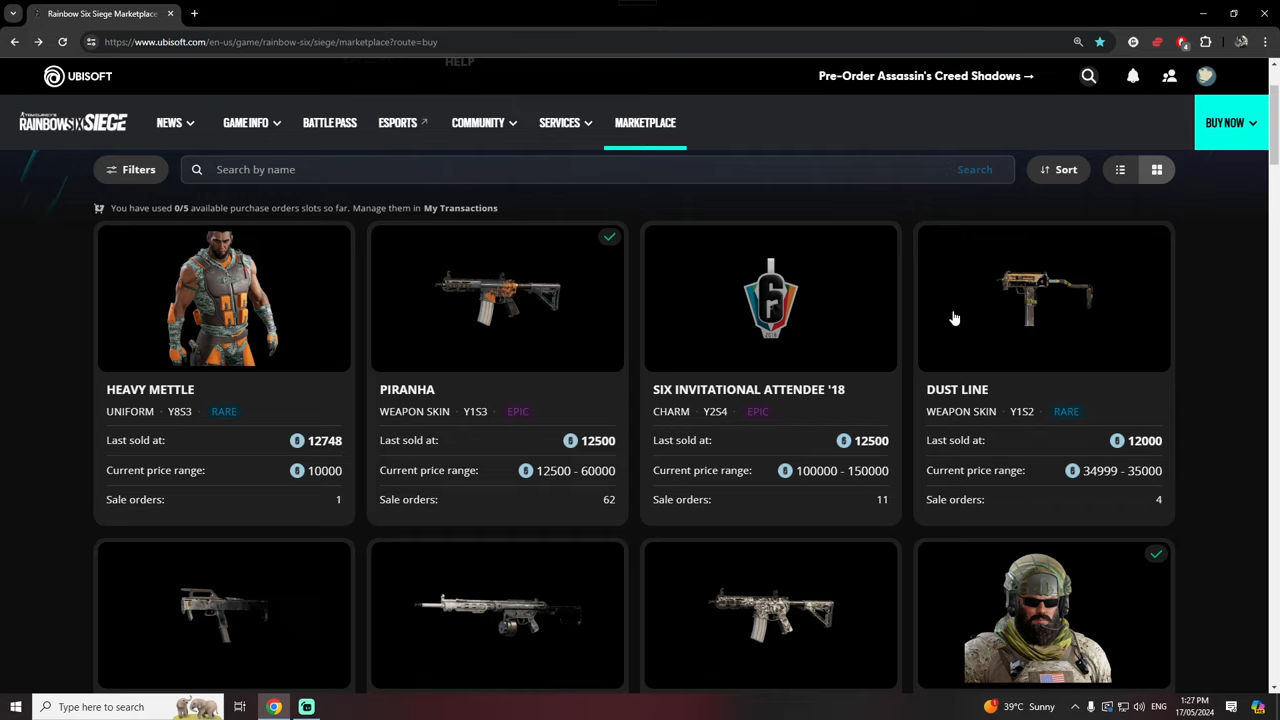 Rainbow Six Siege Marketplace
https://www.ubisoft.com/en-us/game/rainbow-six/siege/marketplace?route=buy
4
HELP
UBISOFT
Pre-Order Assassin's Creed Shadows →
TOM CLANCY'S
RAINBOWSIX SIEGE
NEWS
GAME INFO
BATTLE PASS
ESPORTS
COMMUNITY
SERVICES
MARKETPLACE
BUY NOW
Filters
Search by name
Search
Sort
You have used 0/5 available purchase orders slots so far. Manage them in My Transactions
HEAVY METTLE
UNIFORM · Y8S3 · RARE
Last sold at: 12748
Current price range: 10000
Sale orders: 1
PIRANHA
WEAPON SKIN · Y1S3 · EPIC
Last sold at: 12500
Current price range: 12500 - 60000
Sale orders: 62
6
SIX INVITATIONAL ATTENDEE '18
CHARM · Y2S4 · EPIC
Last sold at: 12500
Current price range: 100000 - 150000
Sale orders: 11
DUST LINE
WEAPON SKIN · Y1S2 · RARE
Last sold at: 12000
Current price range: 34999 - 35000
Sale orders: 4
Type here to search
39°C Sunny
ENG
1:27 PM
17/05/2024